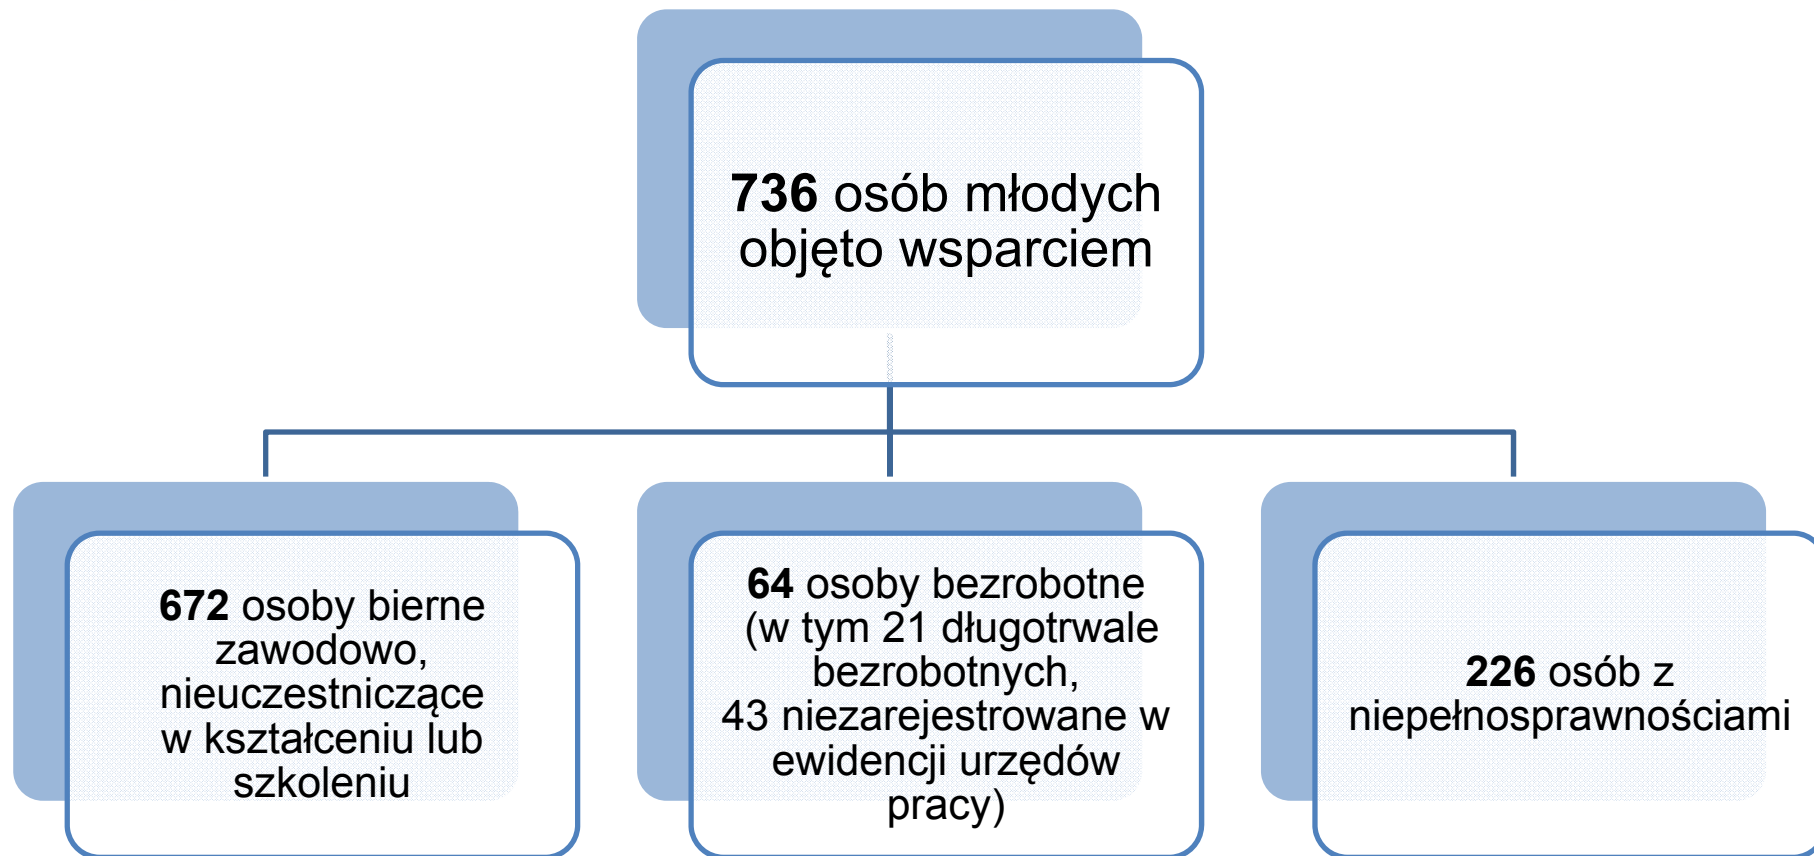 736 osób młodych
objęto wsparciem
672 osoby bierne
zawodowo,
nieuczestniczące
w kształceniu lub
szkoleniu
64 osoby bezrobotne
(w tym 21 długotrwale
bezrobotnych,
43 niezarejestrowane w
ewidencji urzędów
pracy)
226 osób z
niepełnosprawnościami